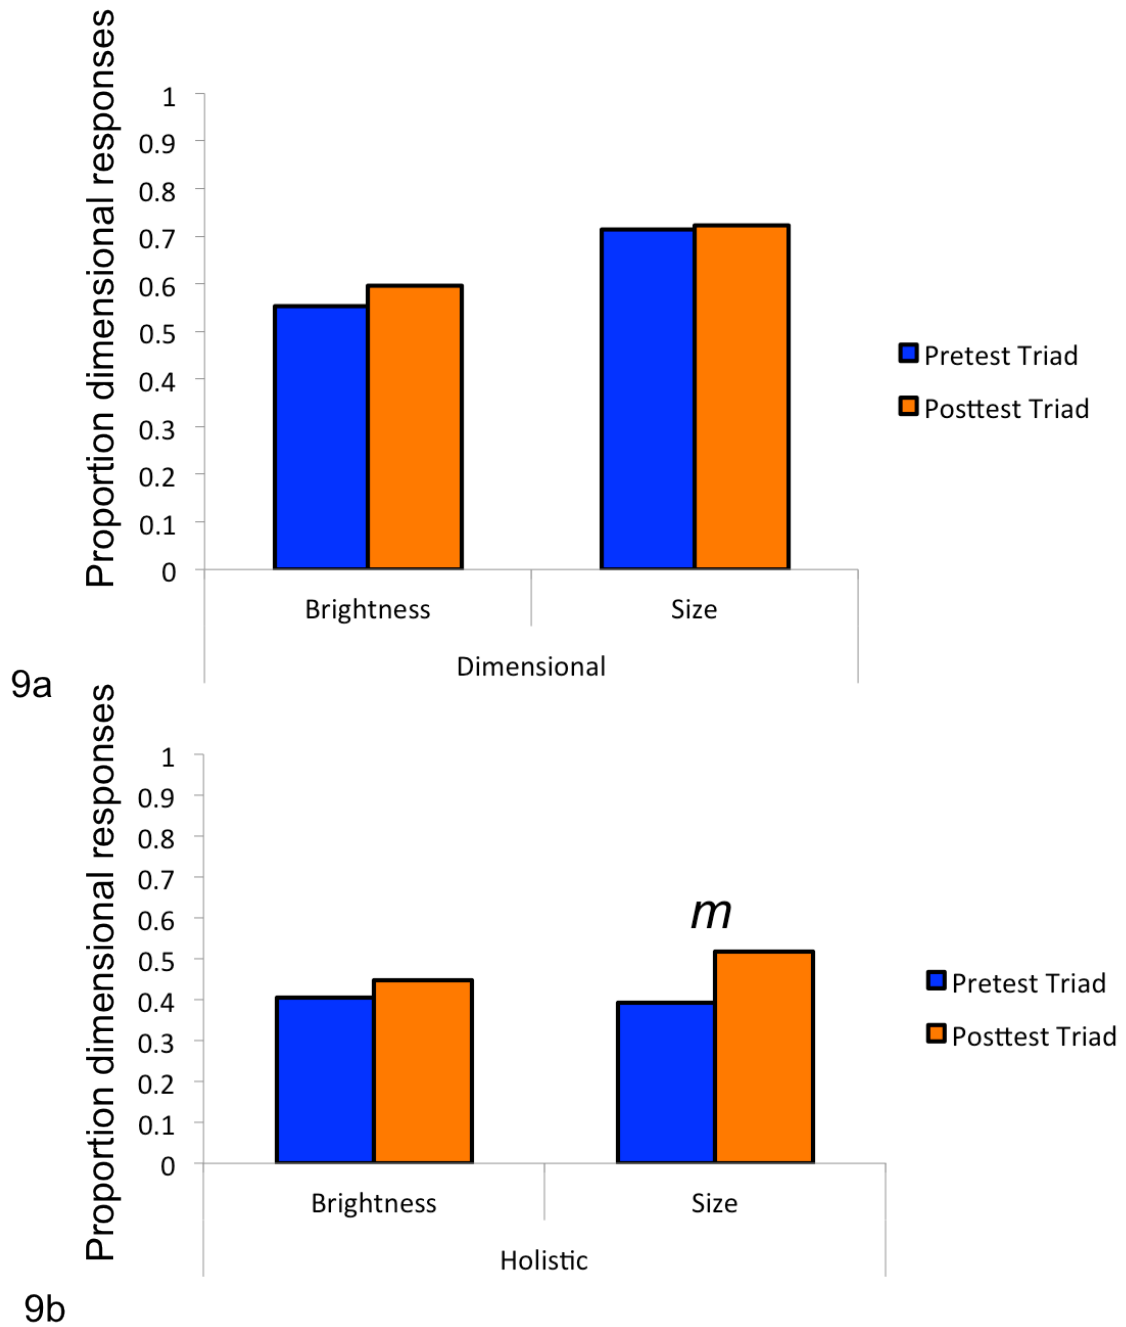 Proportion dimensional responses
1
0.9
0.8
0.7
0.6
0.5
0.4
0.3
0.2
0.1
0
Brightness
Size
Dimensional
Pretest Triad
Posttest Triad
9a
Proportion dimensional responses
1
0.9
0.8
0.7
0.6
0.5
0.4
0.3
0.2
0.1
0
m
Brightness
Size
Holistic
Pretest Triad
Posttest Triad
9b